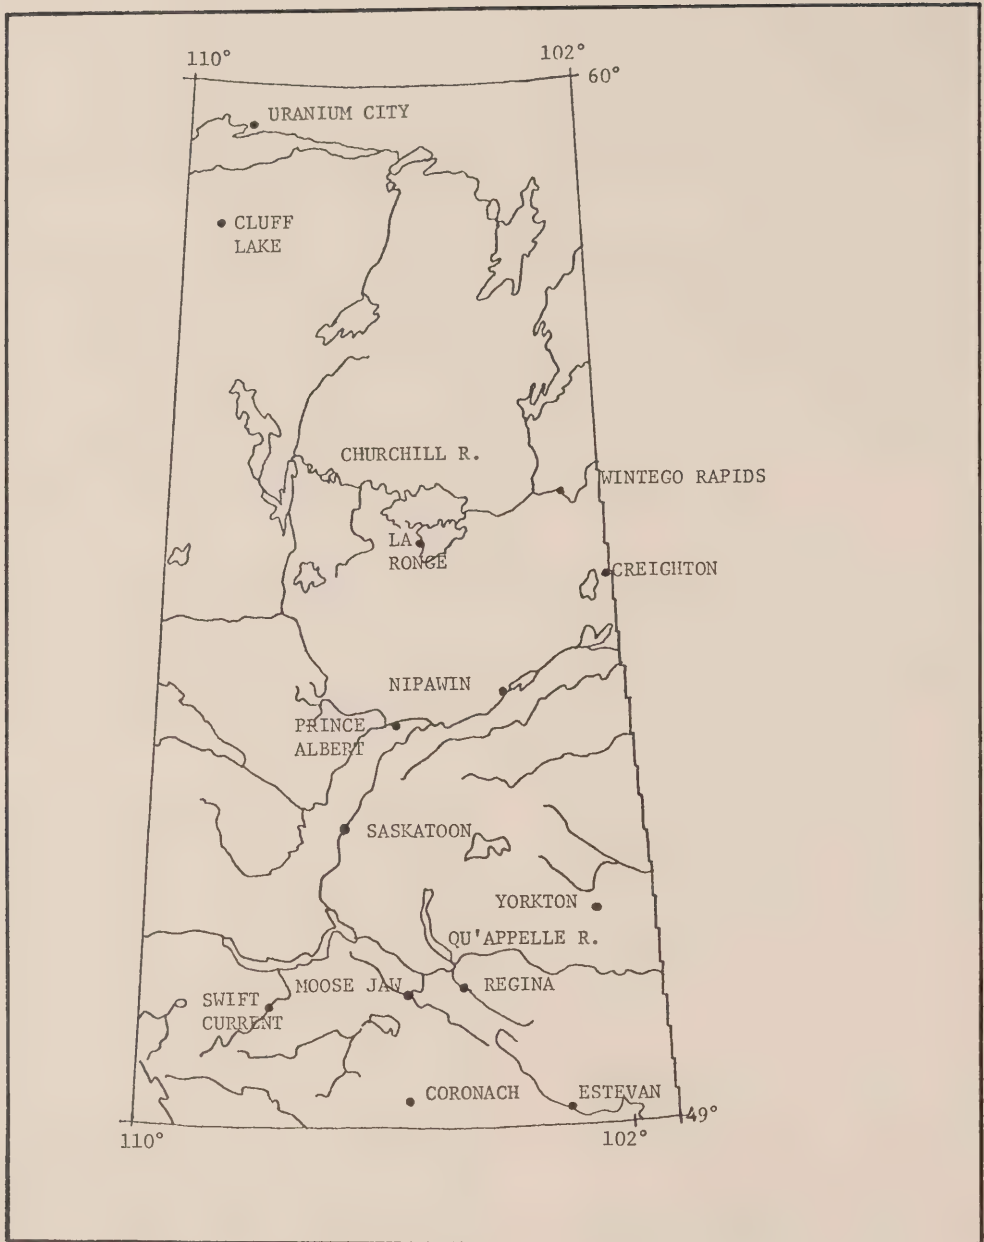 110°
102°
60°
URANIUM CITY
CLUFF
LAKE
CHURCHILL R.
WINTEGO RAPIDS
LA
RONGE
CREIGHTON
NIPAWIN
PRINCE
ALBERT
SASKATOON
YORKTON
QU'APPELLE R.
MOOSE JAW
REGINA
SWIFT
CURRENT
CORONACH
ESTEVAN
49°
110°
102°